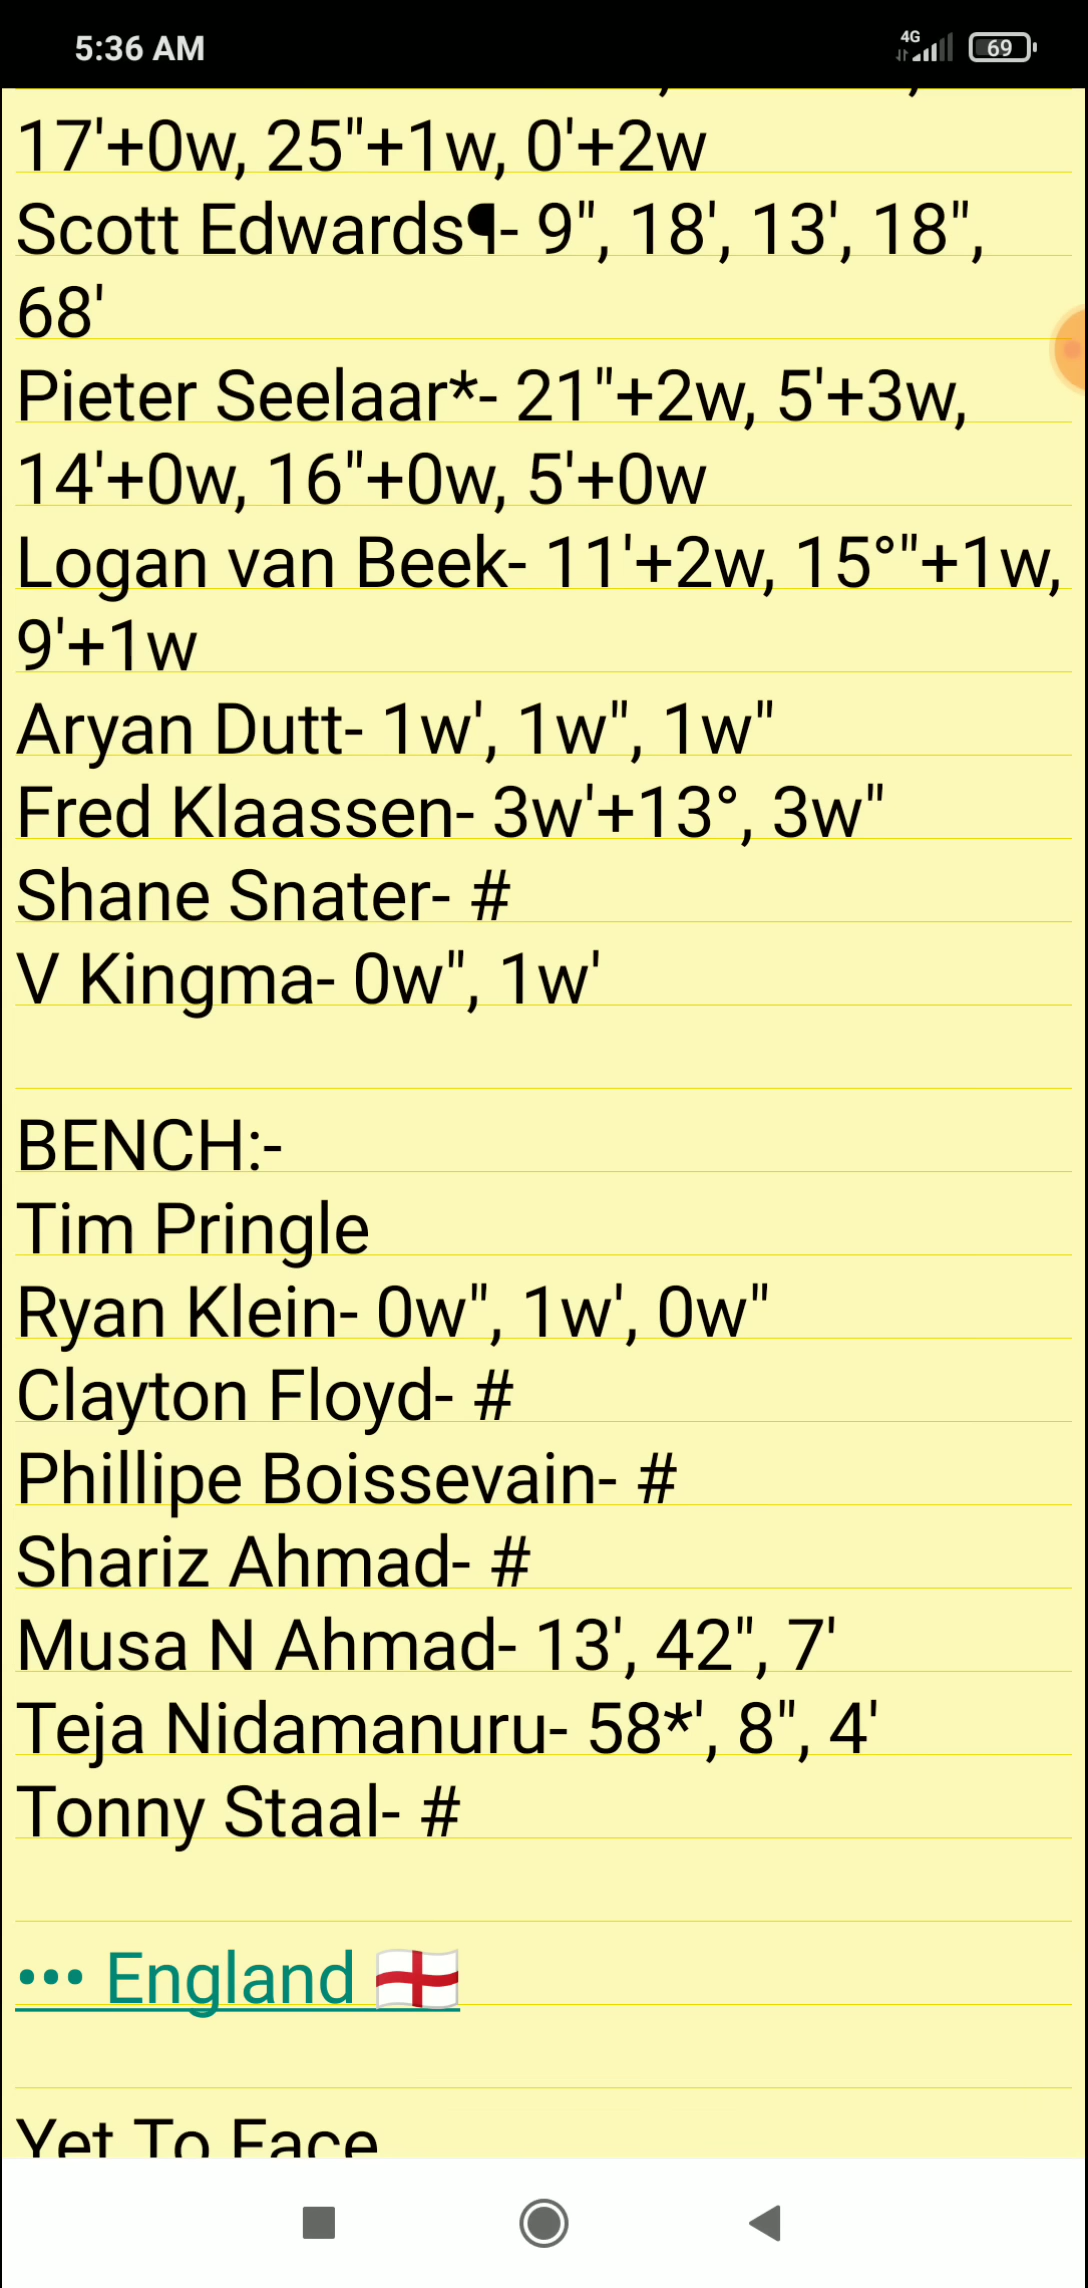 5:36 AM
4G
69
17'+0w, 25"+1w, 0'+2w
Scott Edwards¶- 9", 18', 13', 18",
68'
Pieter Seelaar*- 21"+2w, 5'+3w,
14'+0w, 16"+0w, 5'+0w
Logan van Beek- 11'+2w, 15°"+1w,
9'+1w
Aryan Dutt- 1w', 1w", 1w"
Fred Klaassen- 3w'+13°, 3w"
Shane Snater- #
V Kingma- 0w", 1w'
BENCH:-
Tim Pringle
Ryan Klein- 0w", 1w', 0w"
Clayton Floyd- #
Phillipe Boissevain- #
Shariz Ahmad- #
Musa N Ahmad- 13', 42", 7'
Teja Nidamanuru- 58*', 8", 4'
Tonny Staal- #
••• England 🏴󠁧󠁢󠁥󠁮󠁧󠁿
Yet To Face